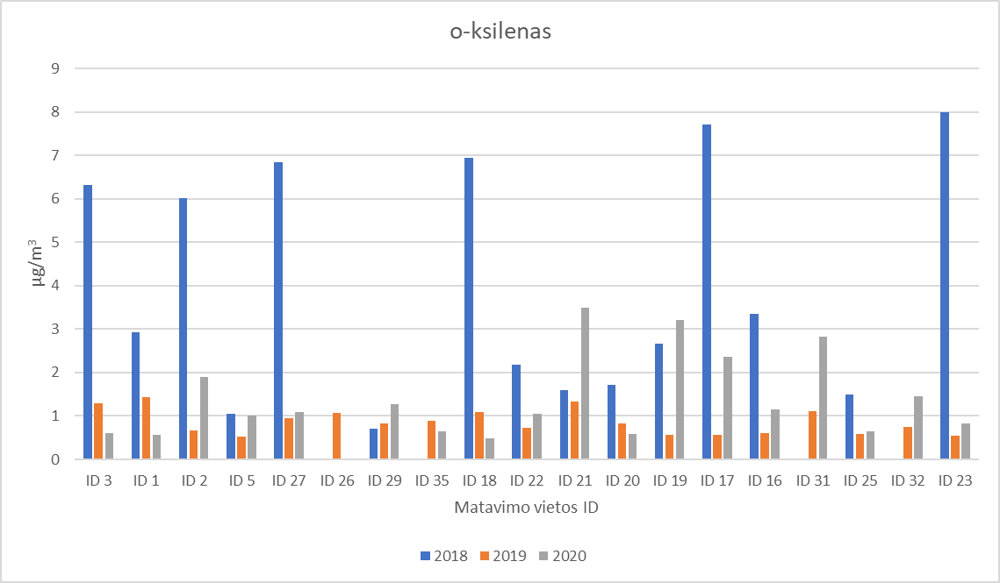 o-ksilenas
9
8
7
6
5
4
3
2
1
0
µg/m³
ID 3 ID 1 ID 2 ID 5 ID 27 ID 26 ID 29 ID 35 ID 18 ID 22 ID 21 ID 20 ID 19 ID 17 ID 16 ID 31 ID 25 ID 32 ID 23
Matavimo vietos ID
2018 2019 2020